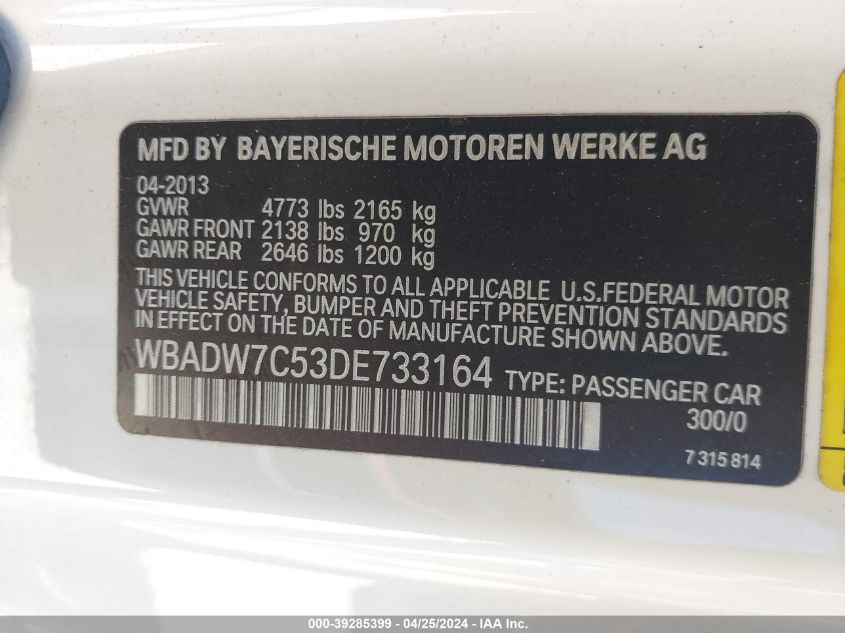 MFD BY BAYERISCHE MOTOREN WERKE AG
04-2013
GVWR 4773 lbs 2165 kg
GAWR FRONT 2138 lbs 970 kg
GAWR REAR 2646 lbs 1200 kg
THIS VEHICLE CONFORMS TO ALL APPLICABLE U.S.FEDERAL MOTOR
VEHICLE SAFETY, BUMPER AND THEFT PREVENTION STANDARDS
IN EFFECT ON THE DATE OF MANUFACTURE SHOWN ABOVE.
WBADW7C53DE733164 TYPE: PASSENGER CAR
300/0
7 315 814
000-39285399 - 04/25/2024 - IAAI.com